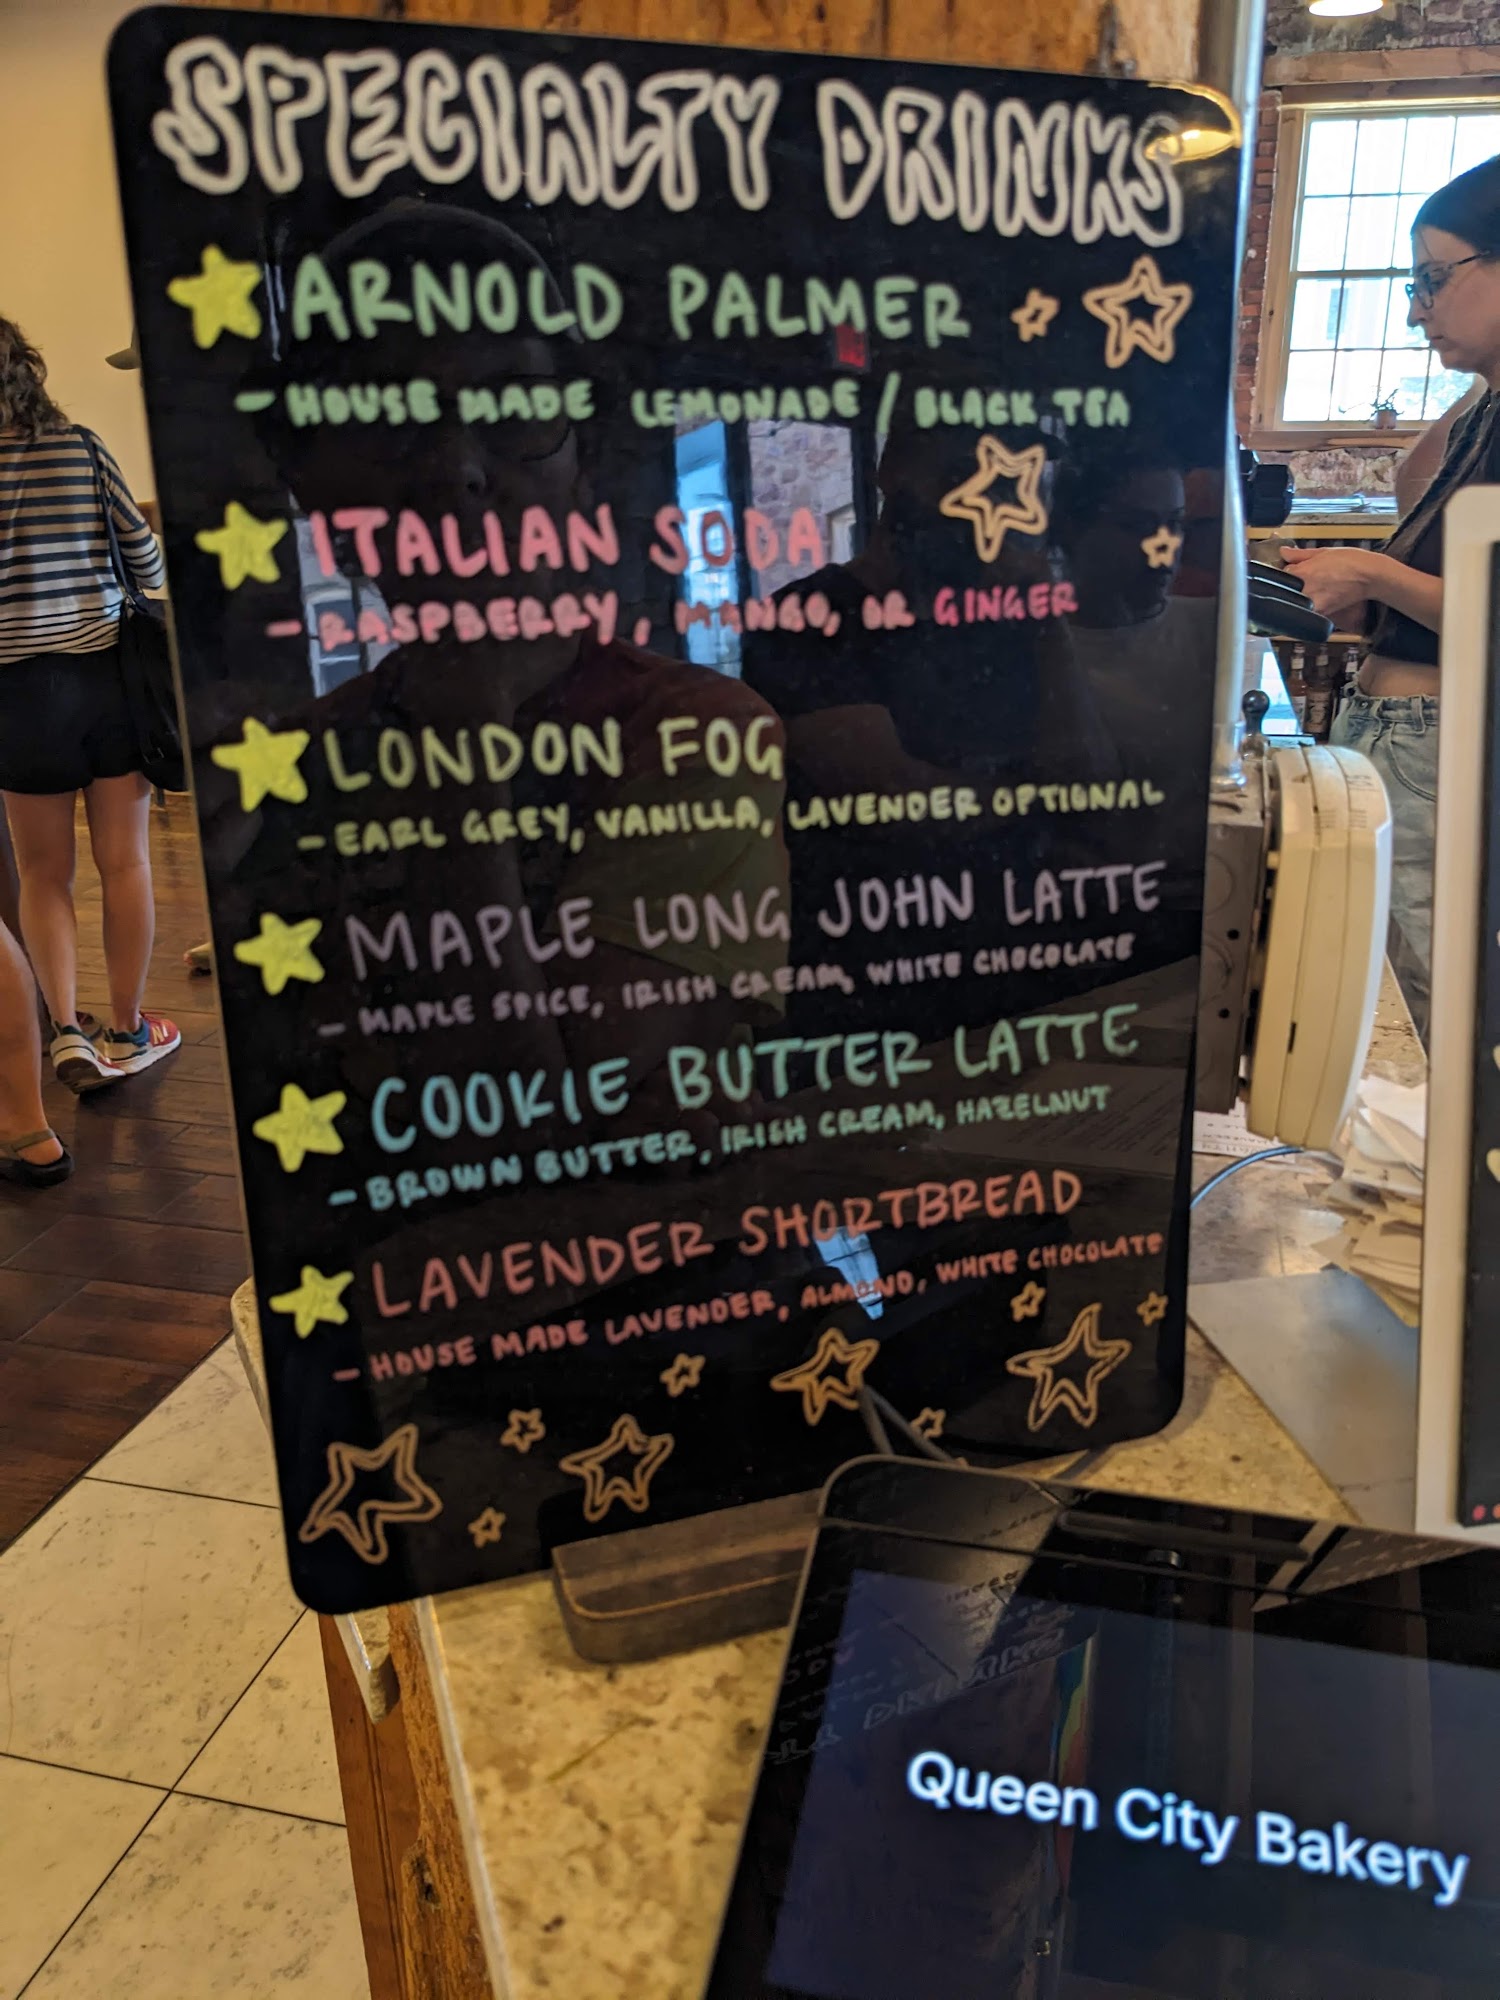 SPECIALTY DRINKS
ARNOLD PALMER
- HOUSE MADE LEMONADE / BLACK TEA
ITALIAN SODA
- RASPBERRY, MANGO, OR GINGER
LONDON FOG
- EARL GREY, VANILLA, LAVENDER OPTIONAL
MAPLE LONG JOHN LATTE
- MAPLE SPICE, IRISH CREAM, WHITE CHOCOLATE
COOKIE BUTTER LATTE
- BROWN BUTTER, IRISH CREAM, HAZELNUT
LAVENDER SHORTBREAD
- HOUSE MADE LAVENDER, ALMOND, WHITE CHOCOLATE
Queen City Bakery